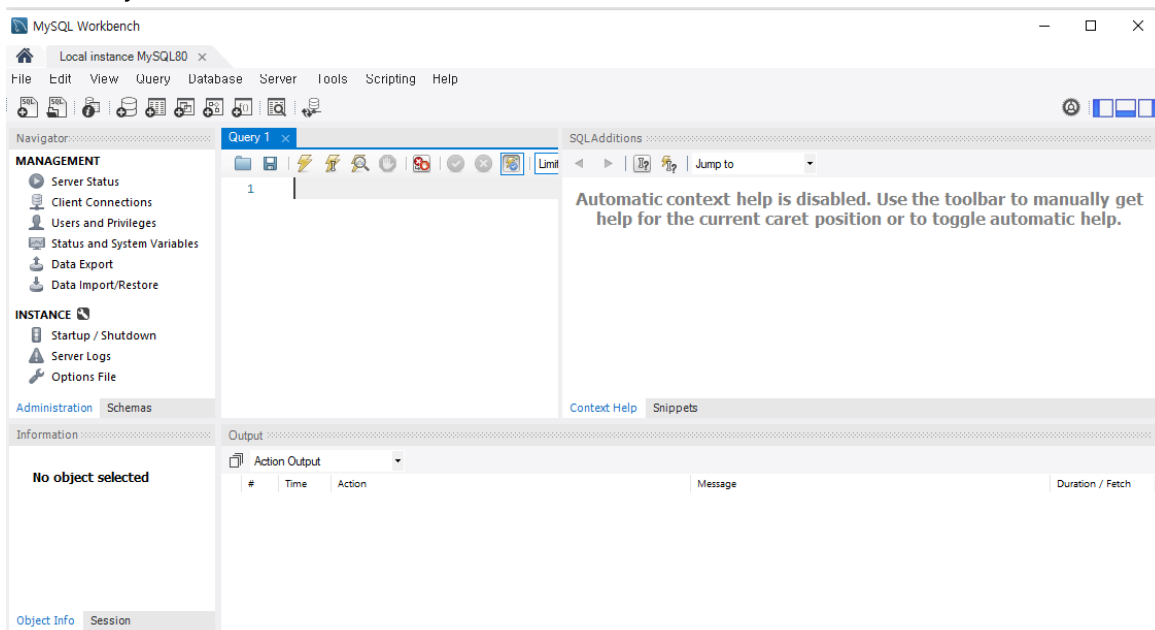 MySQL Workbench
Local instance MySQL80
File Edit View Query Database Server Tools Scripting Help
Navigator
MANAGEMENT
Server Status
Client Connections
Users and Privileges
Status and System Variables
Data Export
Data Import/Restore
INSTANCE
Startup / Shutdown
Server Logs
Options File
Administration Schemas
Query 1
Limit
1
SQLAdditions
Jump to
Automatic context help is disabled. Use the toolbar to manually get
help for the current caret position or to toggle automatic help.
Context Help Snippets
Information
No object selected
Object Info Session
Output
Action Output
# Time Action Message Duration / Fetch